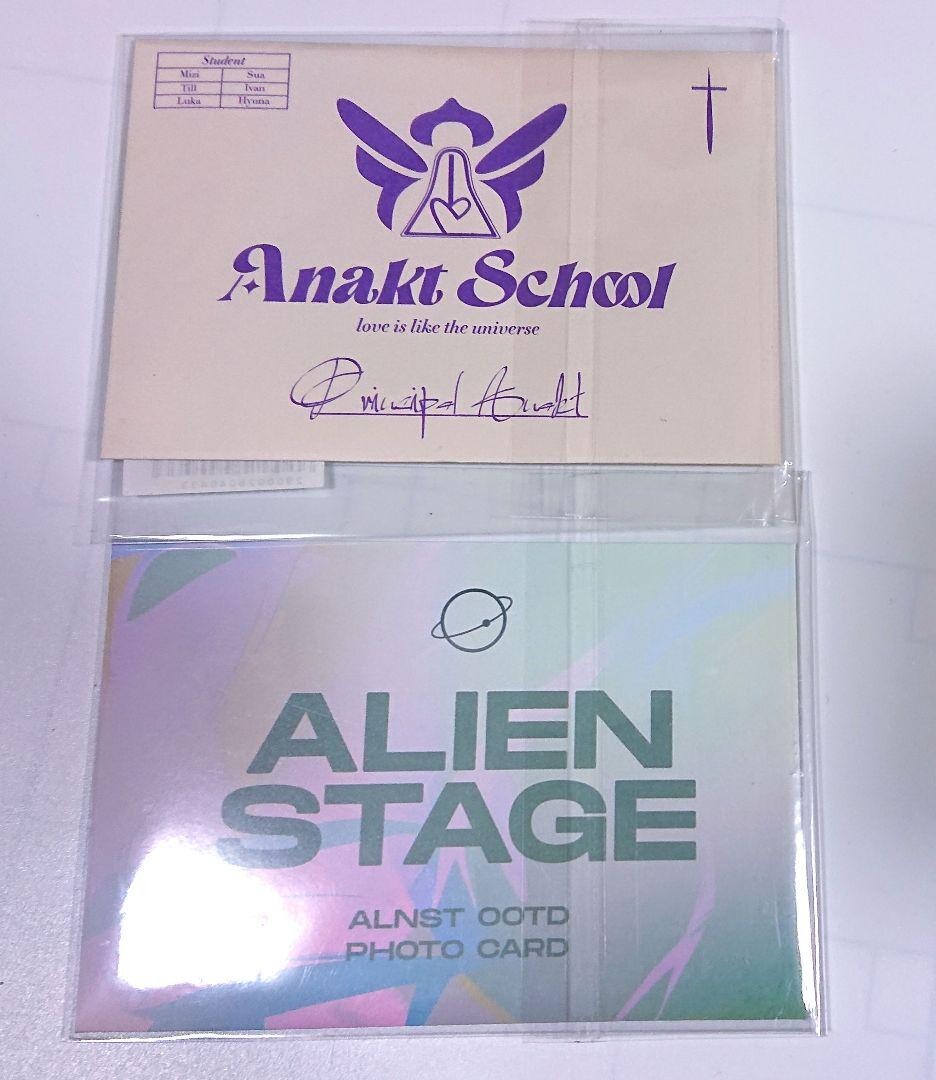 Student
Mizi Sua
Till Ivan
Luka Hyuna
Anakt School
love is like the universe
Principal Anakt
ALIEN
STAGE
ALNST OOTD
PHOTO CARD